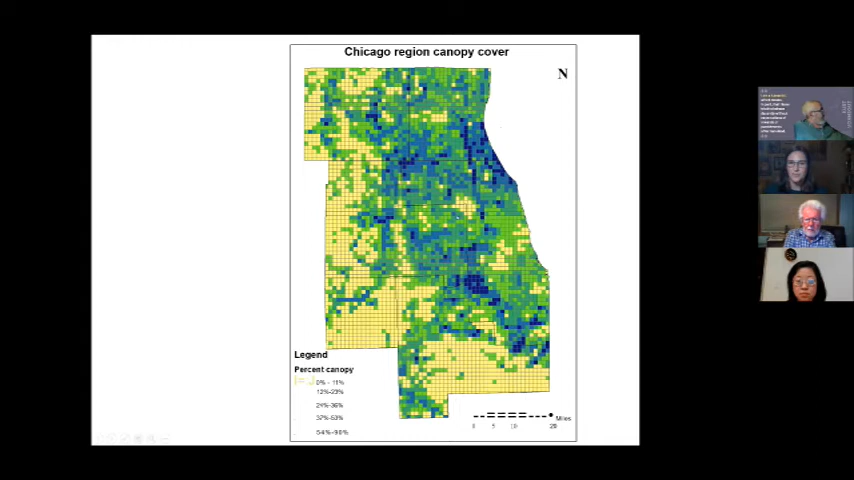 Chicago region canopy cover
N
Legend
Percent canopy
0% - 11%
12%-23%
24%-36%
37%-53%
54%-98%
Miles
0 5 10 20